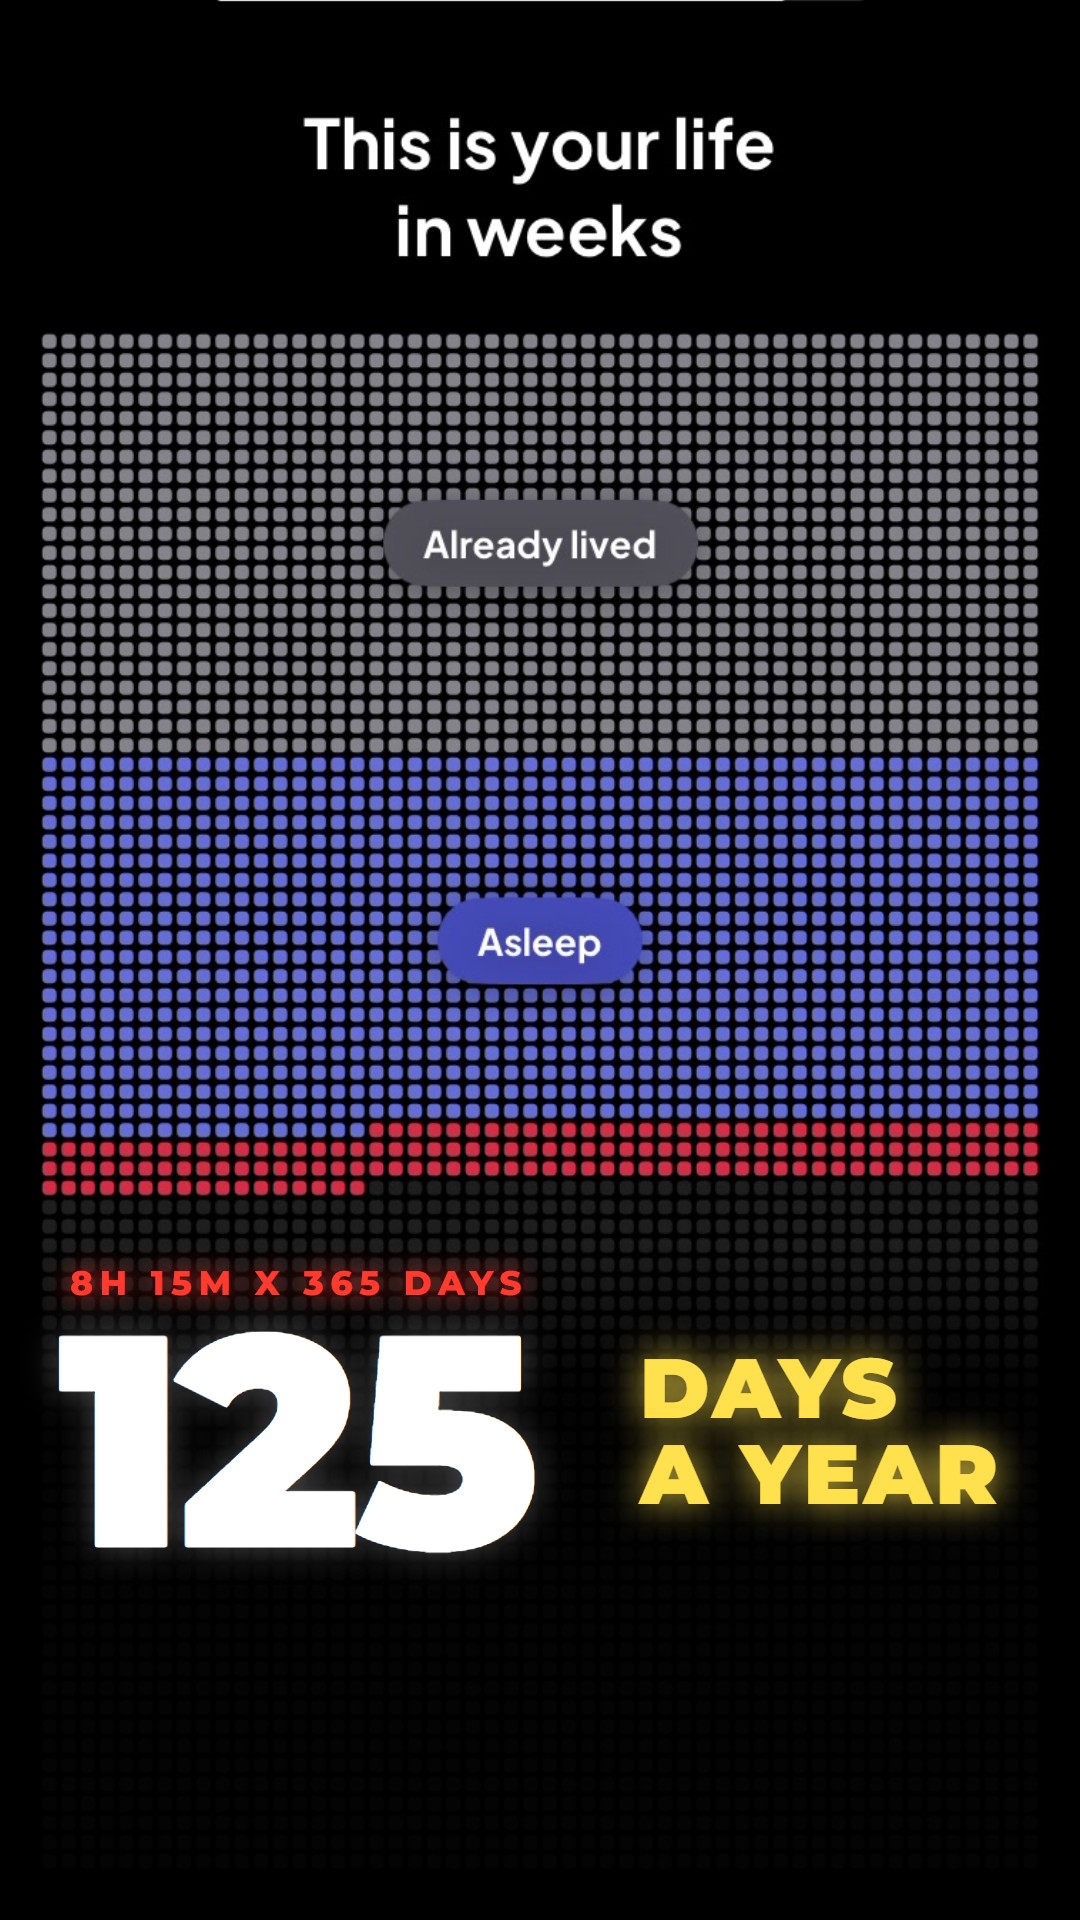 This is your life
in weeks
Already lived
Asleep
8H 15M X 365 DAYS
125
DAYS
A YEAR